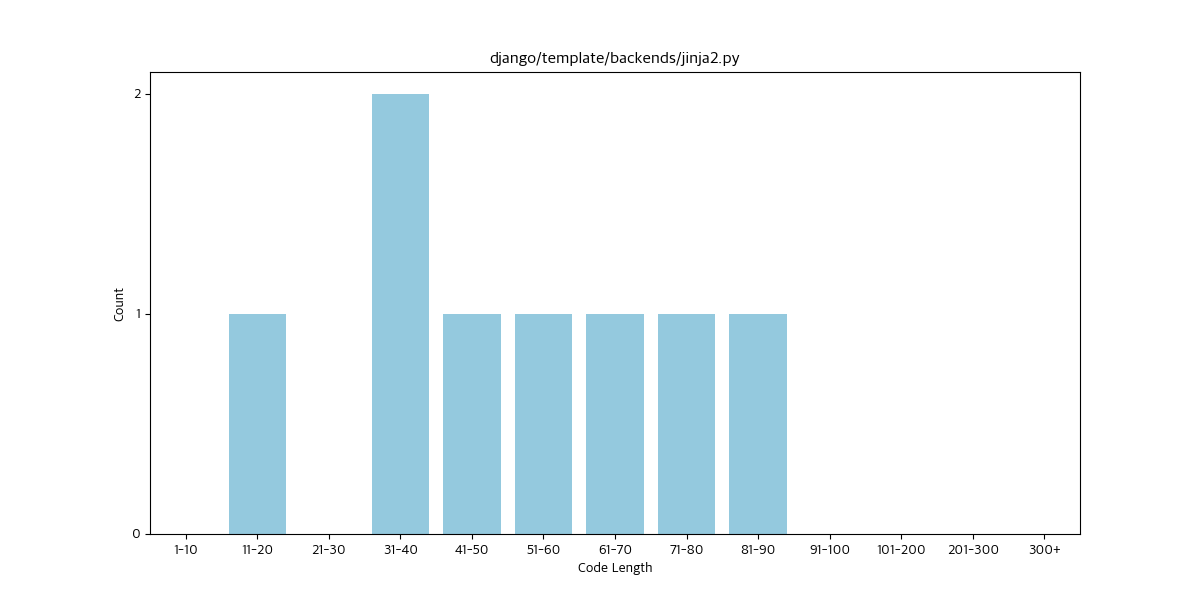 django/template/backends/jinja2.py
2
1
0
Count
1-10 11-20 21-30 31-40 41-50 51-60 61-70 71-80 81-90 91-100 101-200 201-300 300+
Code Length